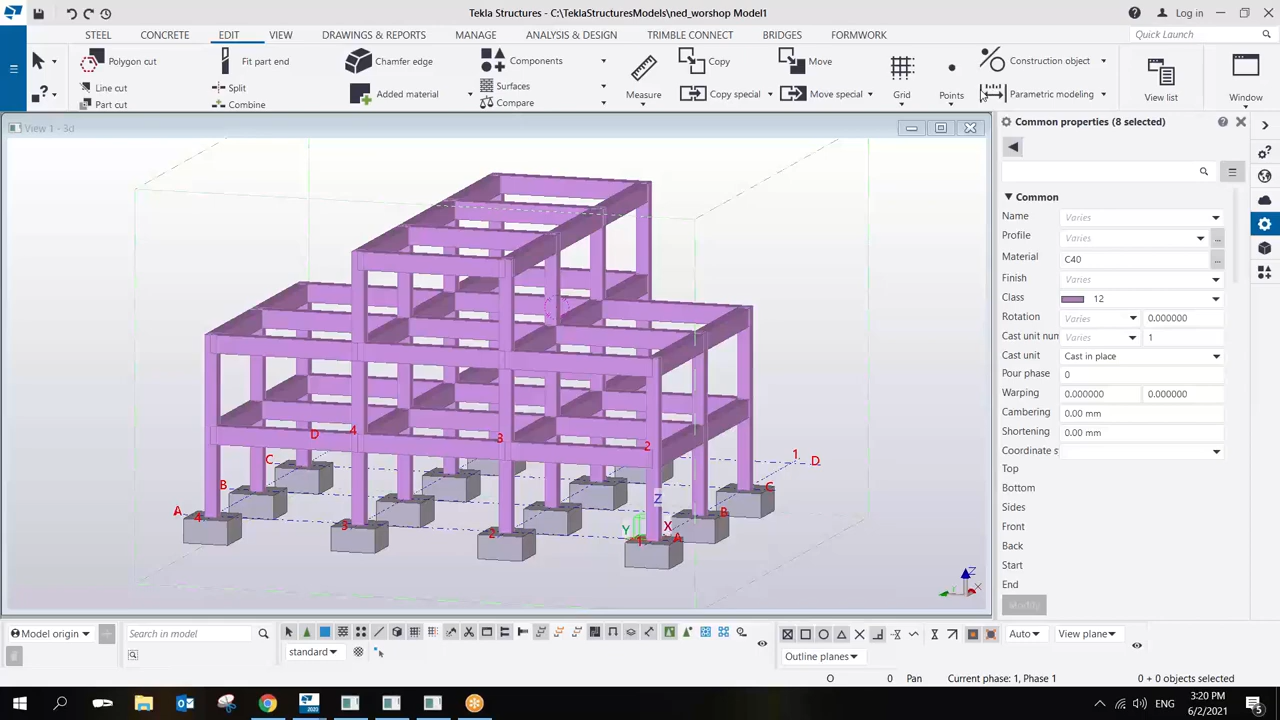 Tekla Structures - C:\TeklaStructuresModels\ned_workhop Model1
Log in
STEEL CONCRETE EDIT VIEW DRAWINGS & REPORTS MANAGE ANALYSIS & DESIGN TRIMBLE CONNECT BRIDGES FORMWORK Quick Launch
Polygon cut
Line cut
Part cut
Fit part end
Split
Combine
Chamfer edge
Added material
Components
Surfaces
Compare
Measure
Copy
Copy special
Move
Move special
Grid
Points
Construction object
Parametric modeling
View list
Window
View 1 - 3d
Common properties (8 selected)
Common
Name Varies
Profile Varies ...
Material C40 ...
Finish Varies
Class 12
Rotation Varies 0.000000
Cast unit num Varies 1
Cast unit Cast in place
Pour phase 0
Warping 0.000000 0.000000
Cambering 0.00 mm
Shortening 0.00 mm
Coordinate s
Top
Bottom
Sides
Front
Back
Start
End
Modify
D 4 3 2 1. D
C
B C
A 4 3 2 1 A B
Z
Y X
Z
X
Model origin
Search in model
standard
Auto
View plane
Outline planes
O 0 Pan Current phase: 1, Phase 1 0 + 0 objects selected
ENG
3:20 PM
6/2/2021
5